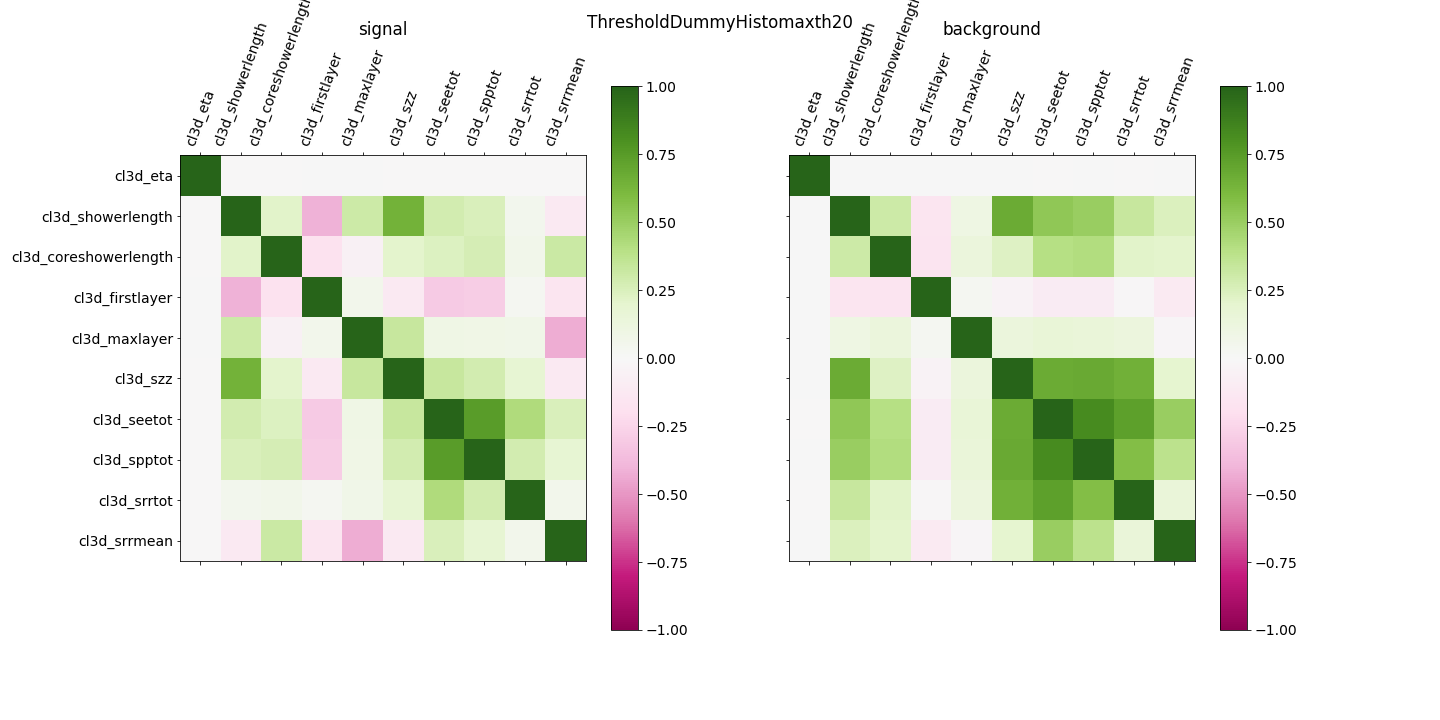 ThresholdDummyHistomaxth20
signal
cl3d_eta
cl3d_showerlength
cl3d_coreshowerlength
cl3d_firstlayer
cl3d_maxlayer
cl3d_szz
cl3d_seetot
cl3d_spptot
cl3d_srrtot
cl3d_srrmean
cl3d_eta
cl3d_showerlength
cl3d_coreshowerlength
cl3d_firstlayer
cl3d_maxlayer
cl3d_szz
cl3d_seetot
cl3d_spptot
cl3d_srrtot
cl3d_srrmean
1.00
0.75
0.50
0.25
0.00
−0.25
−0.50
−0.75
−1.00
background
cl3d_eta
cl3d_showerlength
cl3d_coreshowerlength
cl3d_firstlayer
cl3d_maxlayer
cl3d_szz
cl3d_seetot
cl3d_spptot
cl3d_srrtot
cl3d_srrmean
1.00
0.75
0.50
0.25
0.00
−0.25
−0.50
−0.75
−1.00